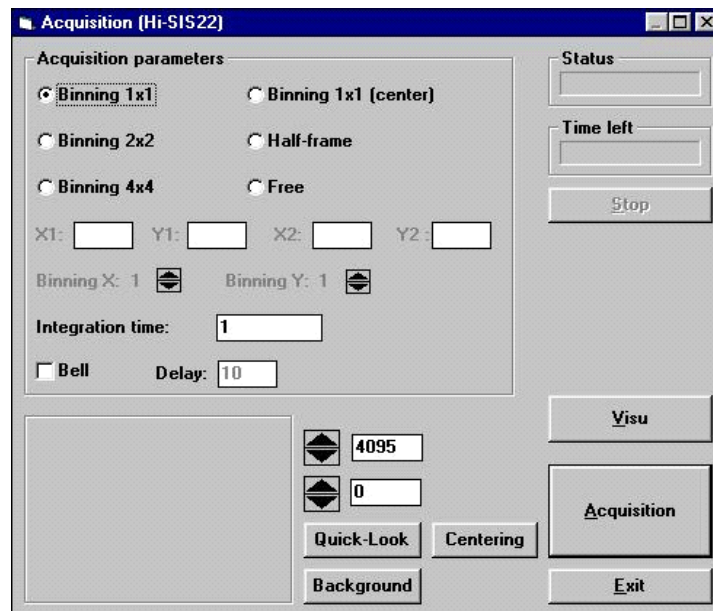 Acquisition (Hi-SIS22)
Acquisition parameters
Binning 1x1
Binning 1x1 (center)
Binning 2x2
Half-frame
Binning 4x4
Free
X1: Y1: X2: Y2 :
Binning X: 1 Binning Y: 1
Integration time: 1
Bell Delay: 10
Status
Time left
Stop
4095
0
Quick-Look Centering
Background
Visu
Acquisition
Exit